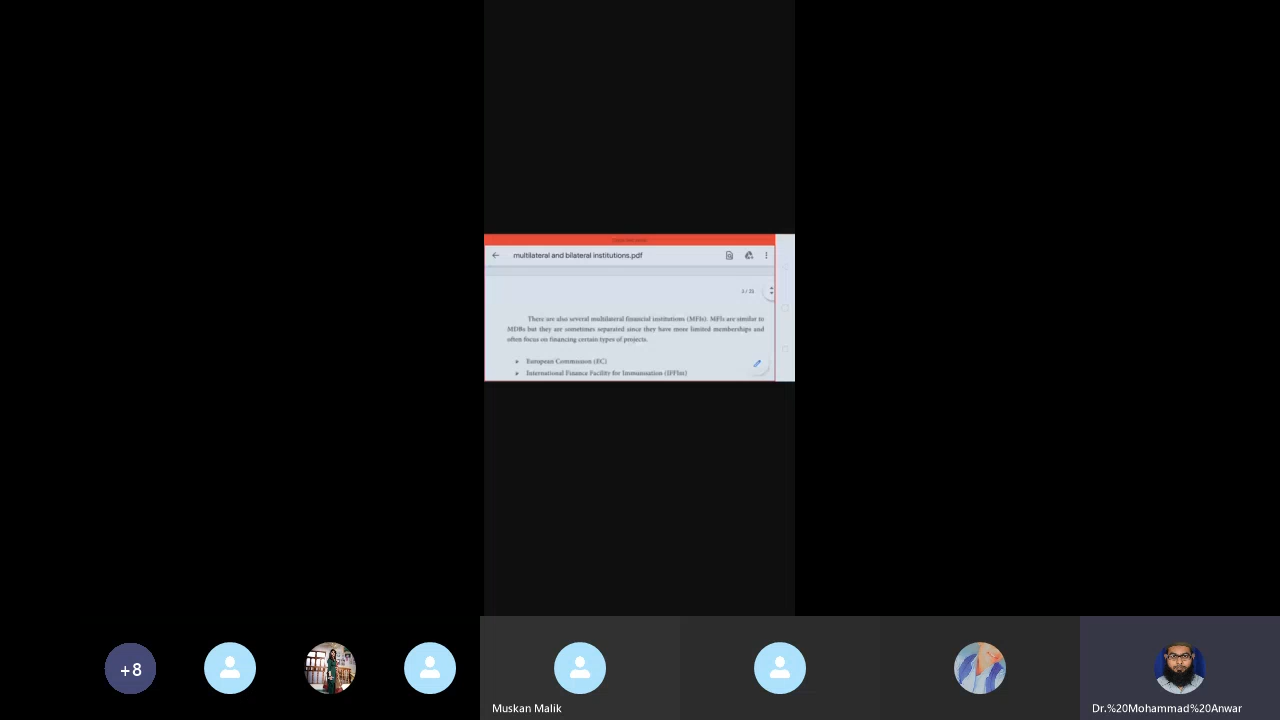 multilateral and bilateral institutions.pdf
3 / 21
There are also several multilateral financial institutions (MFIs). MFIs are similar to
MDBs but they are sometimes separated since they have more limited memberships and
often focus on financing certain types of projects.
European Commission (EC)
International Finance Facility for Immunisation (IFFIm)
+8
Muskan Malik
Dr.%20Mohammad%20Anwar